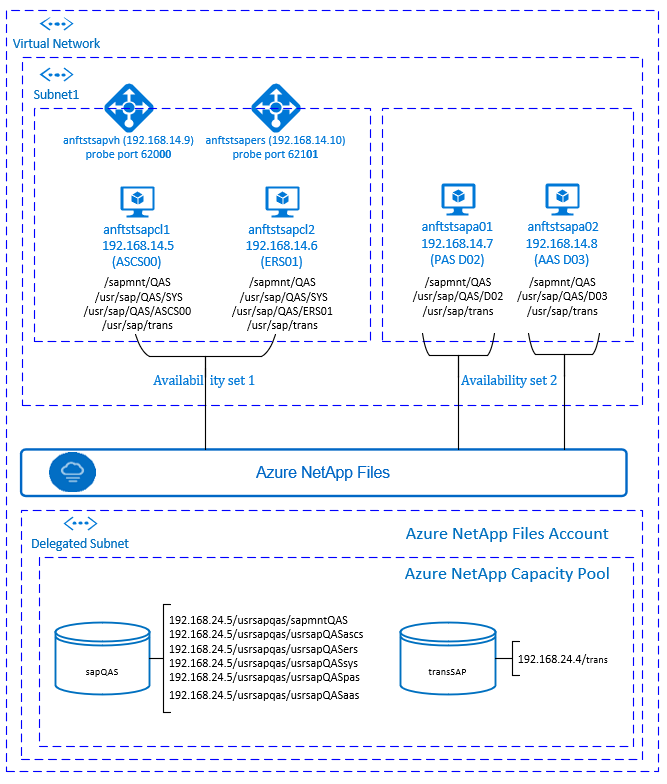 Virtual Network
Subnet1
anftstsapvh (192.168.14.9)
probe port 62000
anftstsapers (192.168.14.10)
probe port 62101
anftstsapcl1
192.168.14.5
(ASCS00)
/sapmnt/QAS
/usr/sap/QAS/SYS
/usr/sap/QAS/ASCS00
/usr/sap/trans
anftstsapcl2
192.168.14.6
(ERS01)
/sapmnt/QAS
/usr/sap/QAS/SYS
/usr/sap/QAS/ERS01
/usr/sap/trans
anftstsapa01
192.168.14.7
(PAS D02)
/sapmnt/QAS
/usr/sap/QAS/D02
/usr/sap/trans
anftstsapa02
192.168.14.8
(AAS D03)
/sapmnt/QAS
/usr/sap/QAS/D03
/usr/sap/trans
Availability set 1
Availability set 2
Azure NetApp Files
Delegated Subnet
Azure NetApp Files Account
Azure NetApp Capacity Pool
sapQAS
192.168.24.5/usrsapqas/sapmntQAS
192.168.24.5/usrsapqas/usrsapQASascs
192.168.24.5/usrsapqas/usrsapQASers
192.168.24.5/usrsapqas/usrsapQASsys
192.168.24.5/usrsapqas/usrsapQASpas
192.168.24.5/usrsapqas/usrsapQASaas
transSAP
192.168.24.4/trans